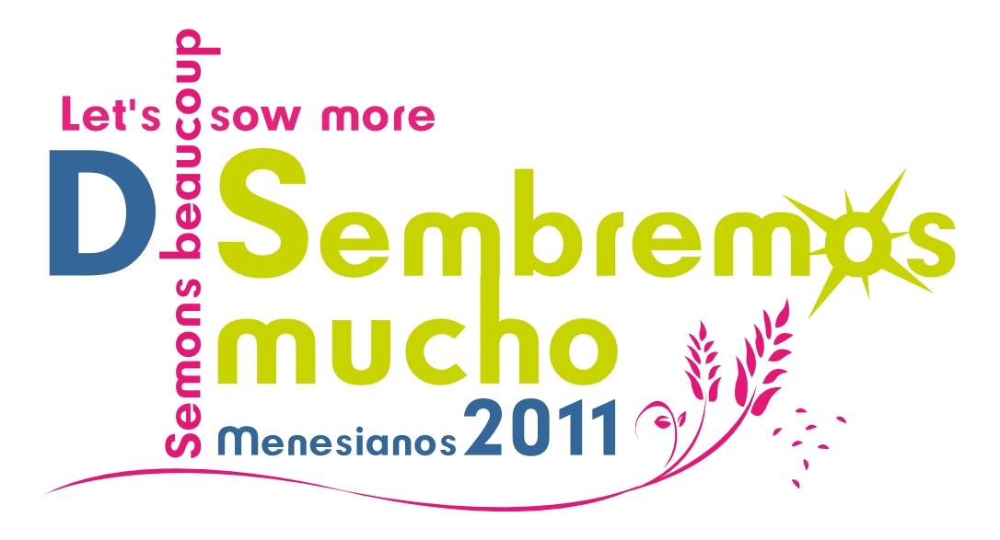 Let's sow more
Semons beaucoup
D Sembremos
mucho
Menesianos 2011